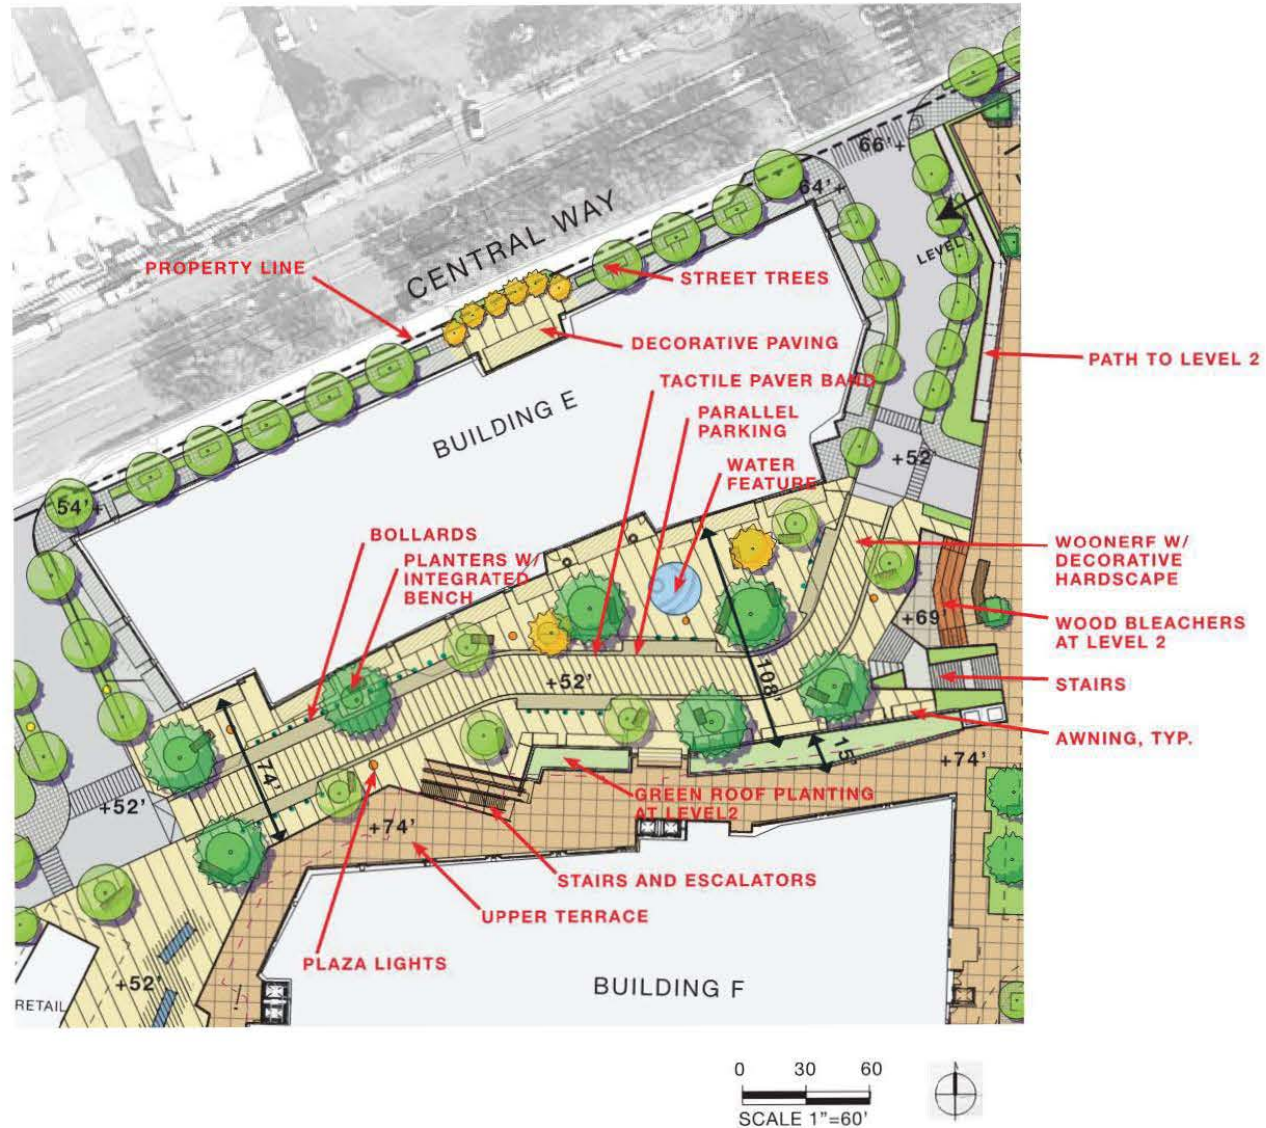 66'+
64'+
CENTRAL WAY
LEVEL 1
PROPERTY LINE
STREET TREES
DECORATIVE PAVING
PATH TO LEVEL 2
TACTILE PAVER BAND
BUILDING E
PARALLEL
PARKING
+52'
WATER
FEATURE
54'+
BOLLARDS
PLANTERS W/
INTEGRATED
BENCH
WOONERF W/
DECORATIVE
HARDSCAPE
+69'
WOOD BLEACHERS
AT LEVEL 2
+52'
108'
STAIRS
AWNING, TYP.
15'
74'
+74'
+52'
GREEN ROOF PLANTING
AT LEVEL2
+74'
STAIRS AND ESCALATORS
UPPER TERRACE
PLAZA LIGHTS
+52'
BUILDING F
RETAIL
0 30 60
SCALE 1"=60'
N